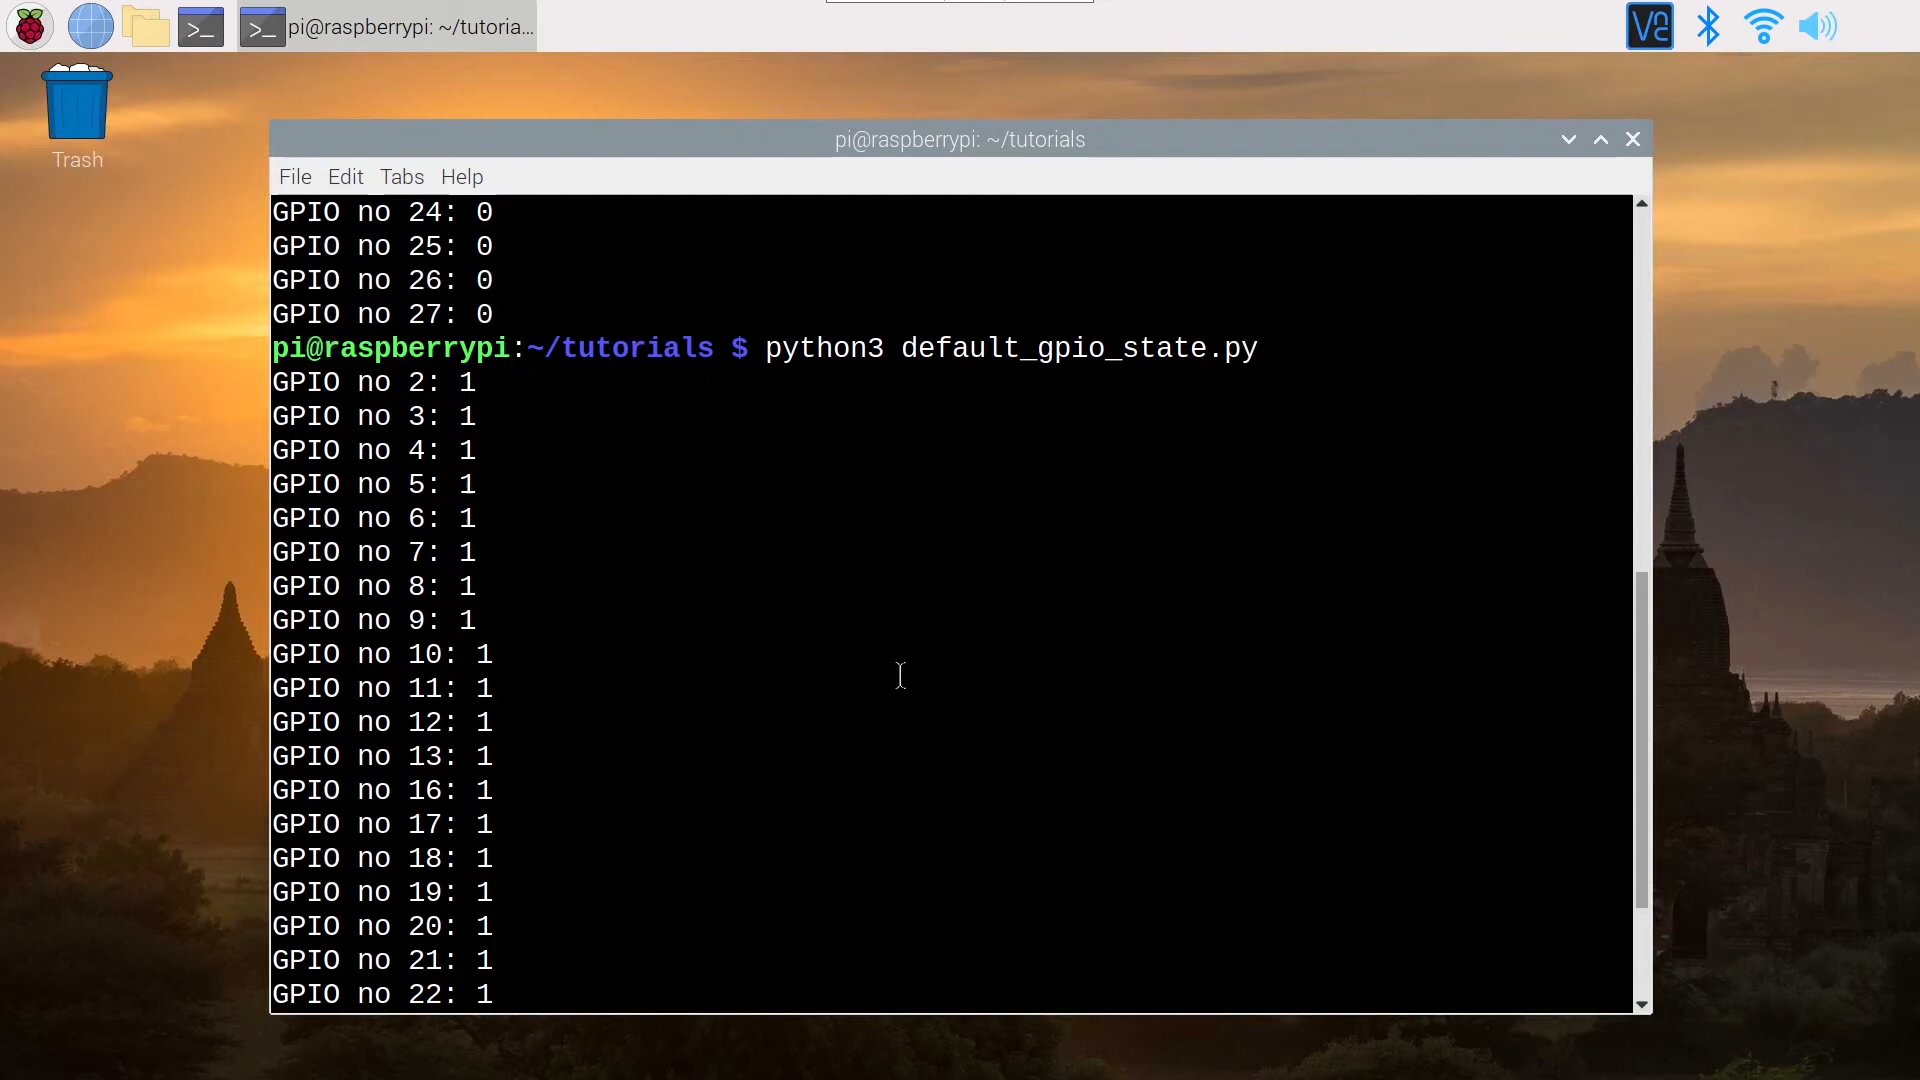 >_
>_ pi@raspberrypi: ~/tutoria...
V2
Trash
pi@raspberrypi: ~/tutorials
File Edit Tabs Help
GPIO no 24: 0
GPIO no 25: 0
GPIO no 26: 0
GPIO no 27: 0
pi@raspberrypi:~/tutorials $ python3 default_gpio_state.py
GPIO no 2: 1
GPIO no 3: 1
GPIO no 4: 1
GPIO no 5: 1
GPIO no 6: 1
GPIO no 7: 1
GPIO no 8: 1
GPIO no 9: 1
GPIO no 10: 1
GPIO no 11: 1
GPIO no 12: 1
GPIO no 13: 1
GPIO no 16: 1
GPIO no 17: 1
GPIO no 18: 1
GPIO no 19: 1
GPIO no 20: 1
GPIO no 21: 1
GPIO no 22: 1